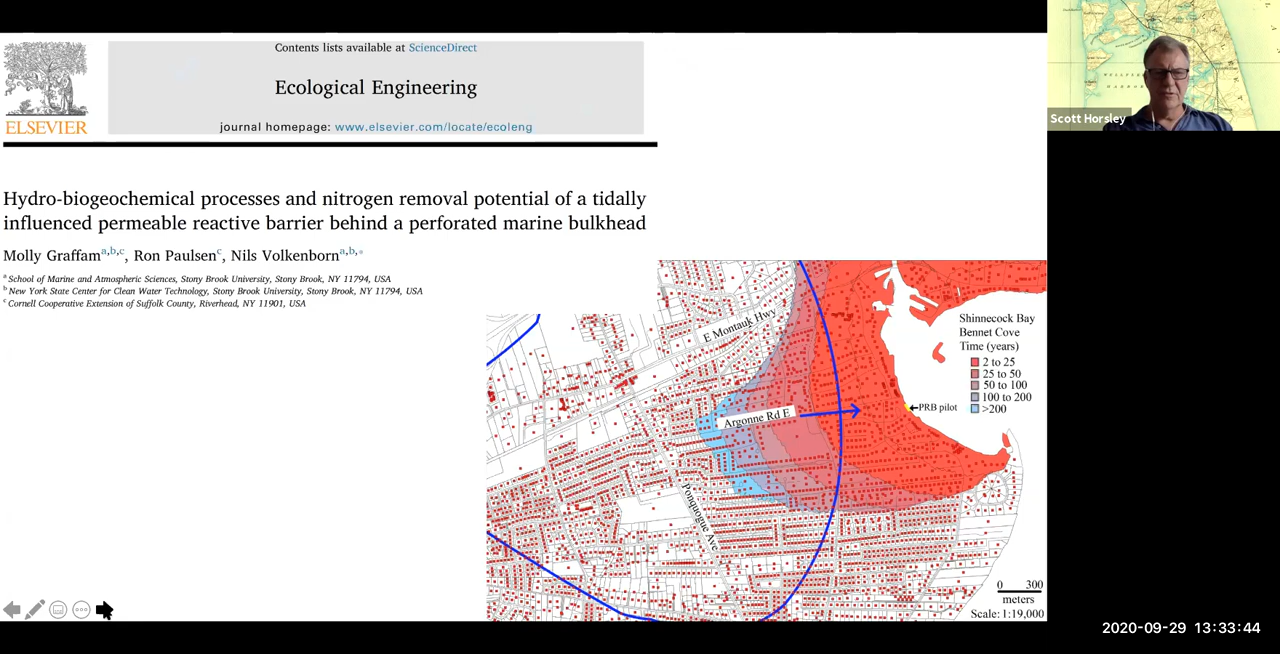 Contents lists available at ScienceDirect
Ecological Engineering
journal homepage: www.elsevier.com/locate/ecoleng
ELSEVIER
Hydro-biogeochemical processes and nitrogen removal potential of a tidally
influenced permeable reactive barrier behind a perforated marine bulkhead
Molly Graffam a,b,c, Ron Paulsen c, Nils Volkenborn a,b,*
a School of Marine and Atmospheric Sciences, Stony Brook University, Stony Brook, NY 11794, USA
b New York State Center for Clean Water Technology, Stony Brook University, Stony Brook, NY 11794, USA
c Cornell Cooperative Extension of Suffolk County, Riverhead, NY 11901, USA
E Montauk Hwy
Argonne Rd E
Ponquogue Ave
Shinnecock Bay
Bennet Cove
Time (years)
2 to 25
25 to 50
50 to 100
100 to 200
>200
PRB pilot
0 300
meters
Scale: 1:19,000
Scott Horsley
2020-09-29 13:33:44